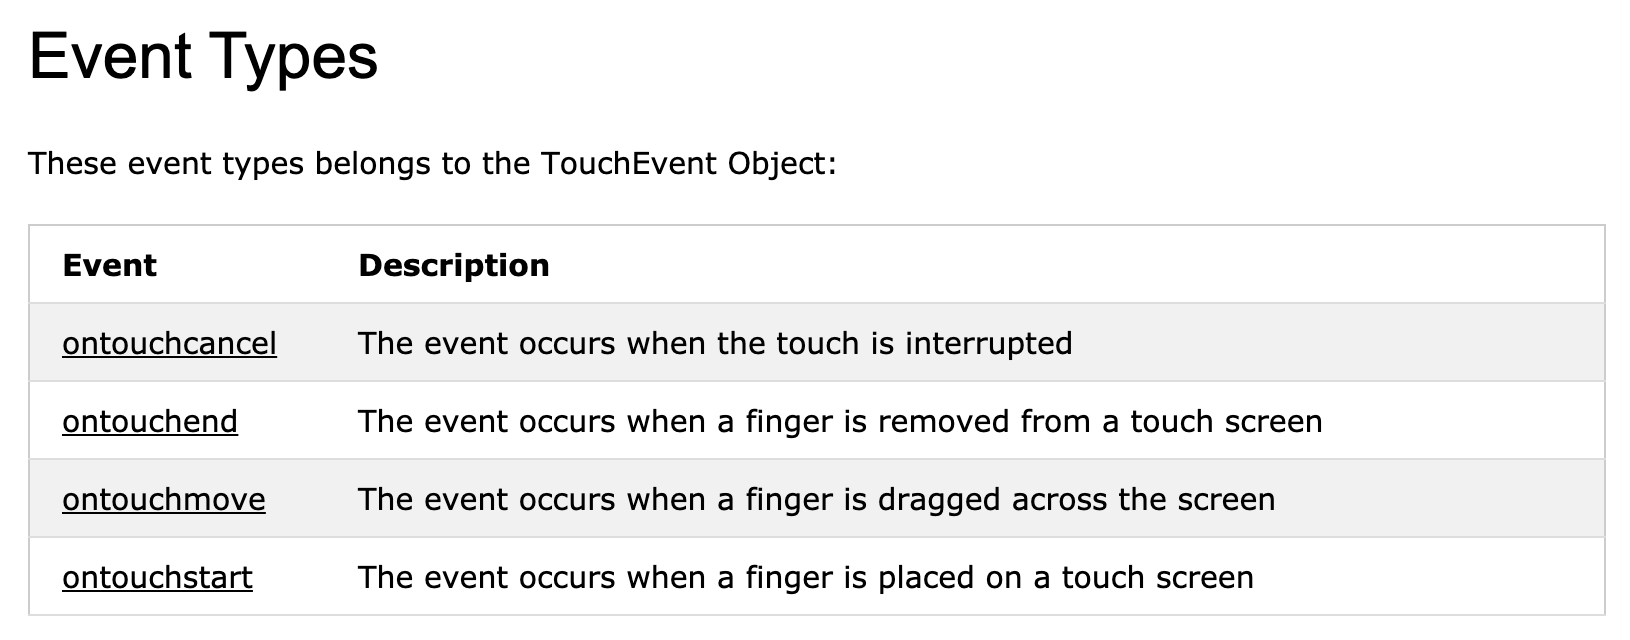 Event Types
These event types belongs to the TouchEvent Object:
Event Description
ontouchcancel The event occurs when the touch is interrupted
ontouchend The event occurs when a finger is removed from a touch screen
ontouchmove The event occurs when a finger is dragged across the screen
ontouchstart The event occurs when a finger is placed on a touch screen